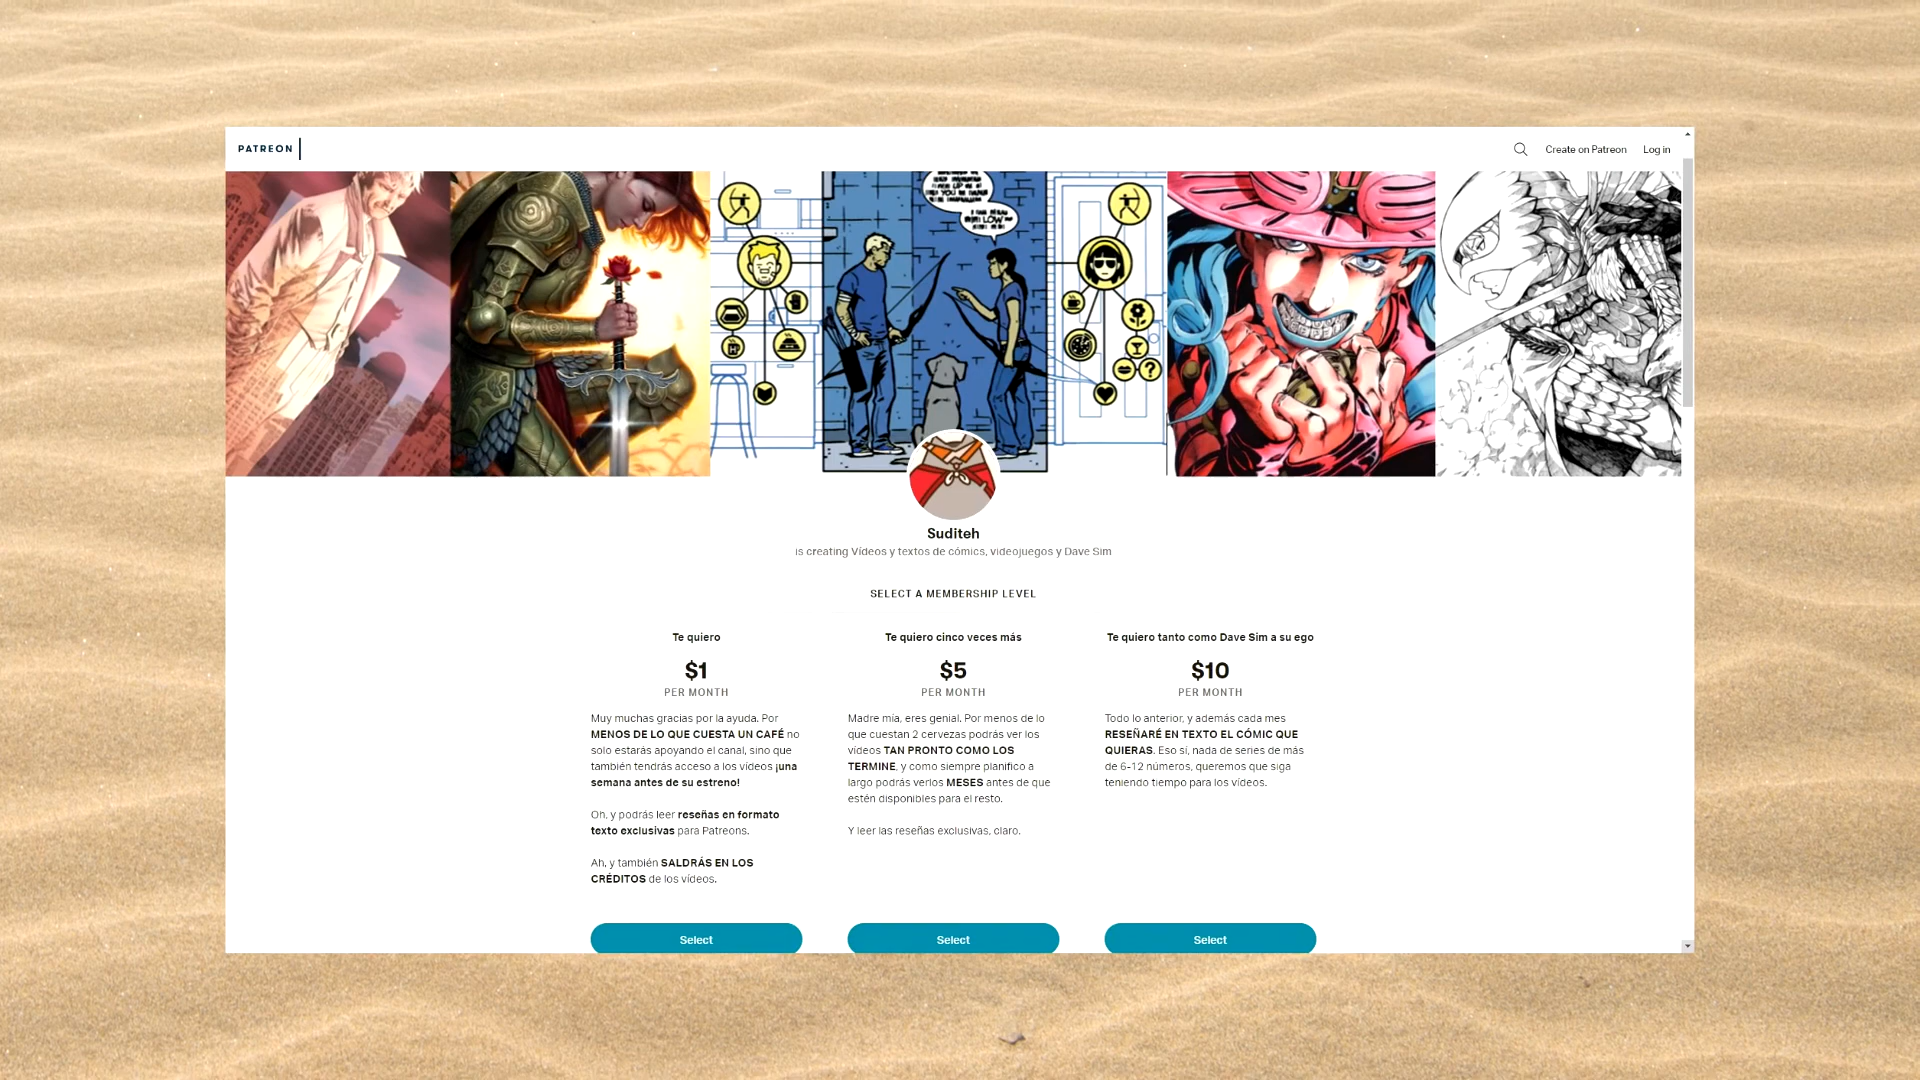 PATREON
Create on Patreon
Log in
LOW
Suditeh
is creating Vídeos y textos de cómics, videojuegos y Dave Sim
SELECT A MEMBERSHIP LEVEL
Te quiero
$1
PER MONTH
Muy muchas gracias por la ayuda. Por
MENOS DE LO QUE CUESTA UN CAFÉ no
solo estarás apoyando el canal, sino que
también tendrás acceso a los vídeos ¡una
semana antes de su estreno!
Oh, y podrás leer reseñas en formato
texto exclusivas para Patreons.
Ah, y también SALDRÁS EN LOS
CRÉDITOS de los vídeos.
Select
Te quiero cinco veces más
$5
PER MONTH
Madre mía, eres genial. Por menos de lo
que cuestan 2 cervezas podrás ver los
vídeos TAN PRONTO COMO LOS
TERMINE, y como siempre planifico a
largo podrás verlos MESES antes de que
estén disponibles para el resto.
Y leer las reseñas exclusivas, claro.
Select
Te quiero tanto como Dave Sim a su ego
$10
PER MONTH
Todo lo anterior, y además cada mes
RESEÑARÉ EN TEXTO EL CÓMIC QUE
QUIERAS. Eso sí, nada de series de más
de 6-12 números, queremos que siga
teniendo tiempo para los vídeos.
Select